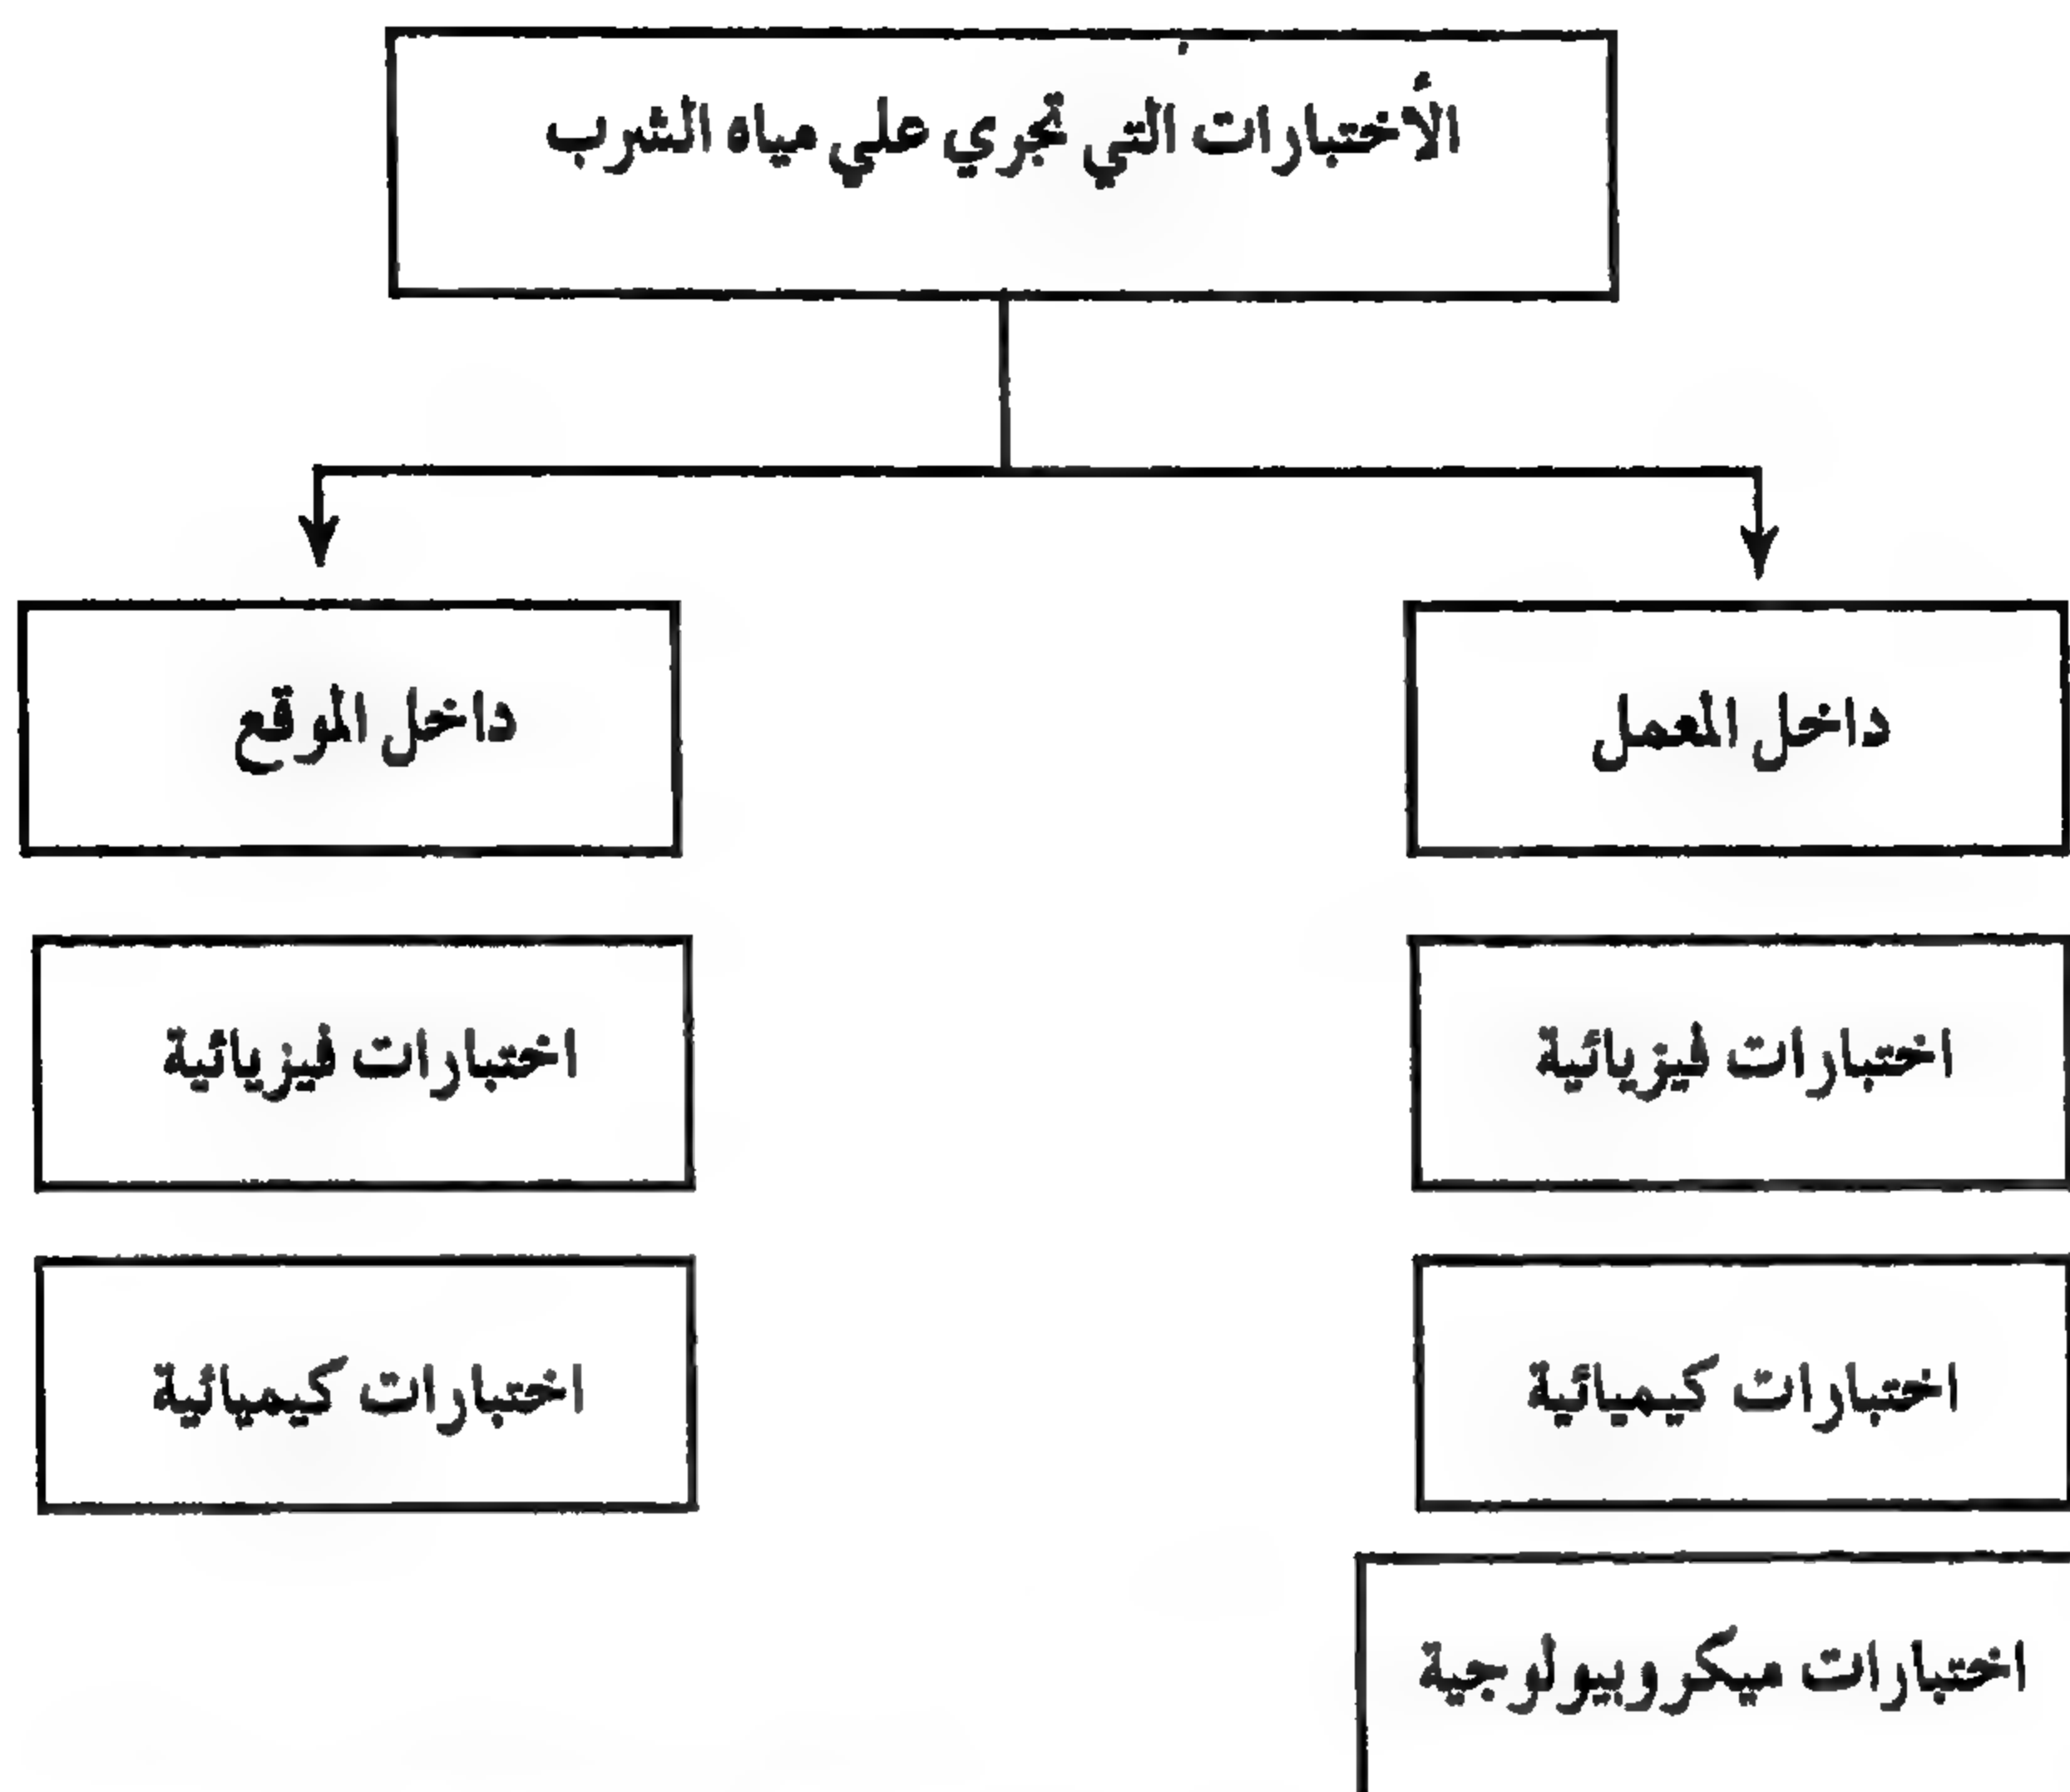 الأختبارات التي تجري علي مياه الشرب
داخل المعمل
داخل الموقع
اختبارات فيزيائية
اختبارات فيزيائية
اختبارات كيميائية
اختبارات كيميائية
اختبارات ميكروبيولوجية